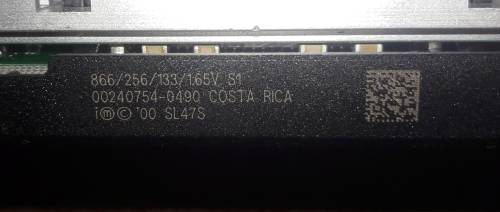 866/256/133/1.65V S1
00240754-0490 COSTA RICA
i ⓜ © '00 SL47S